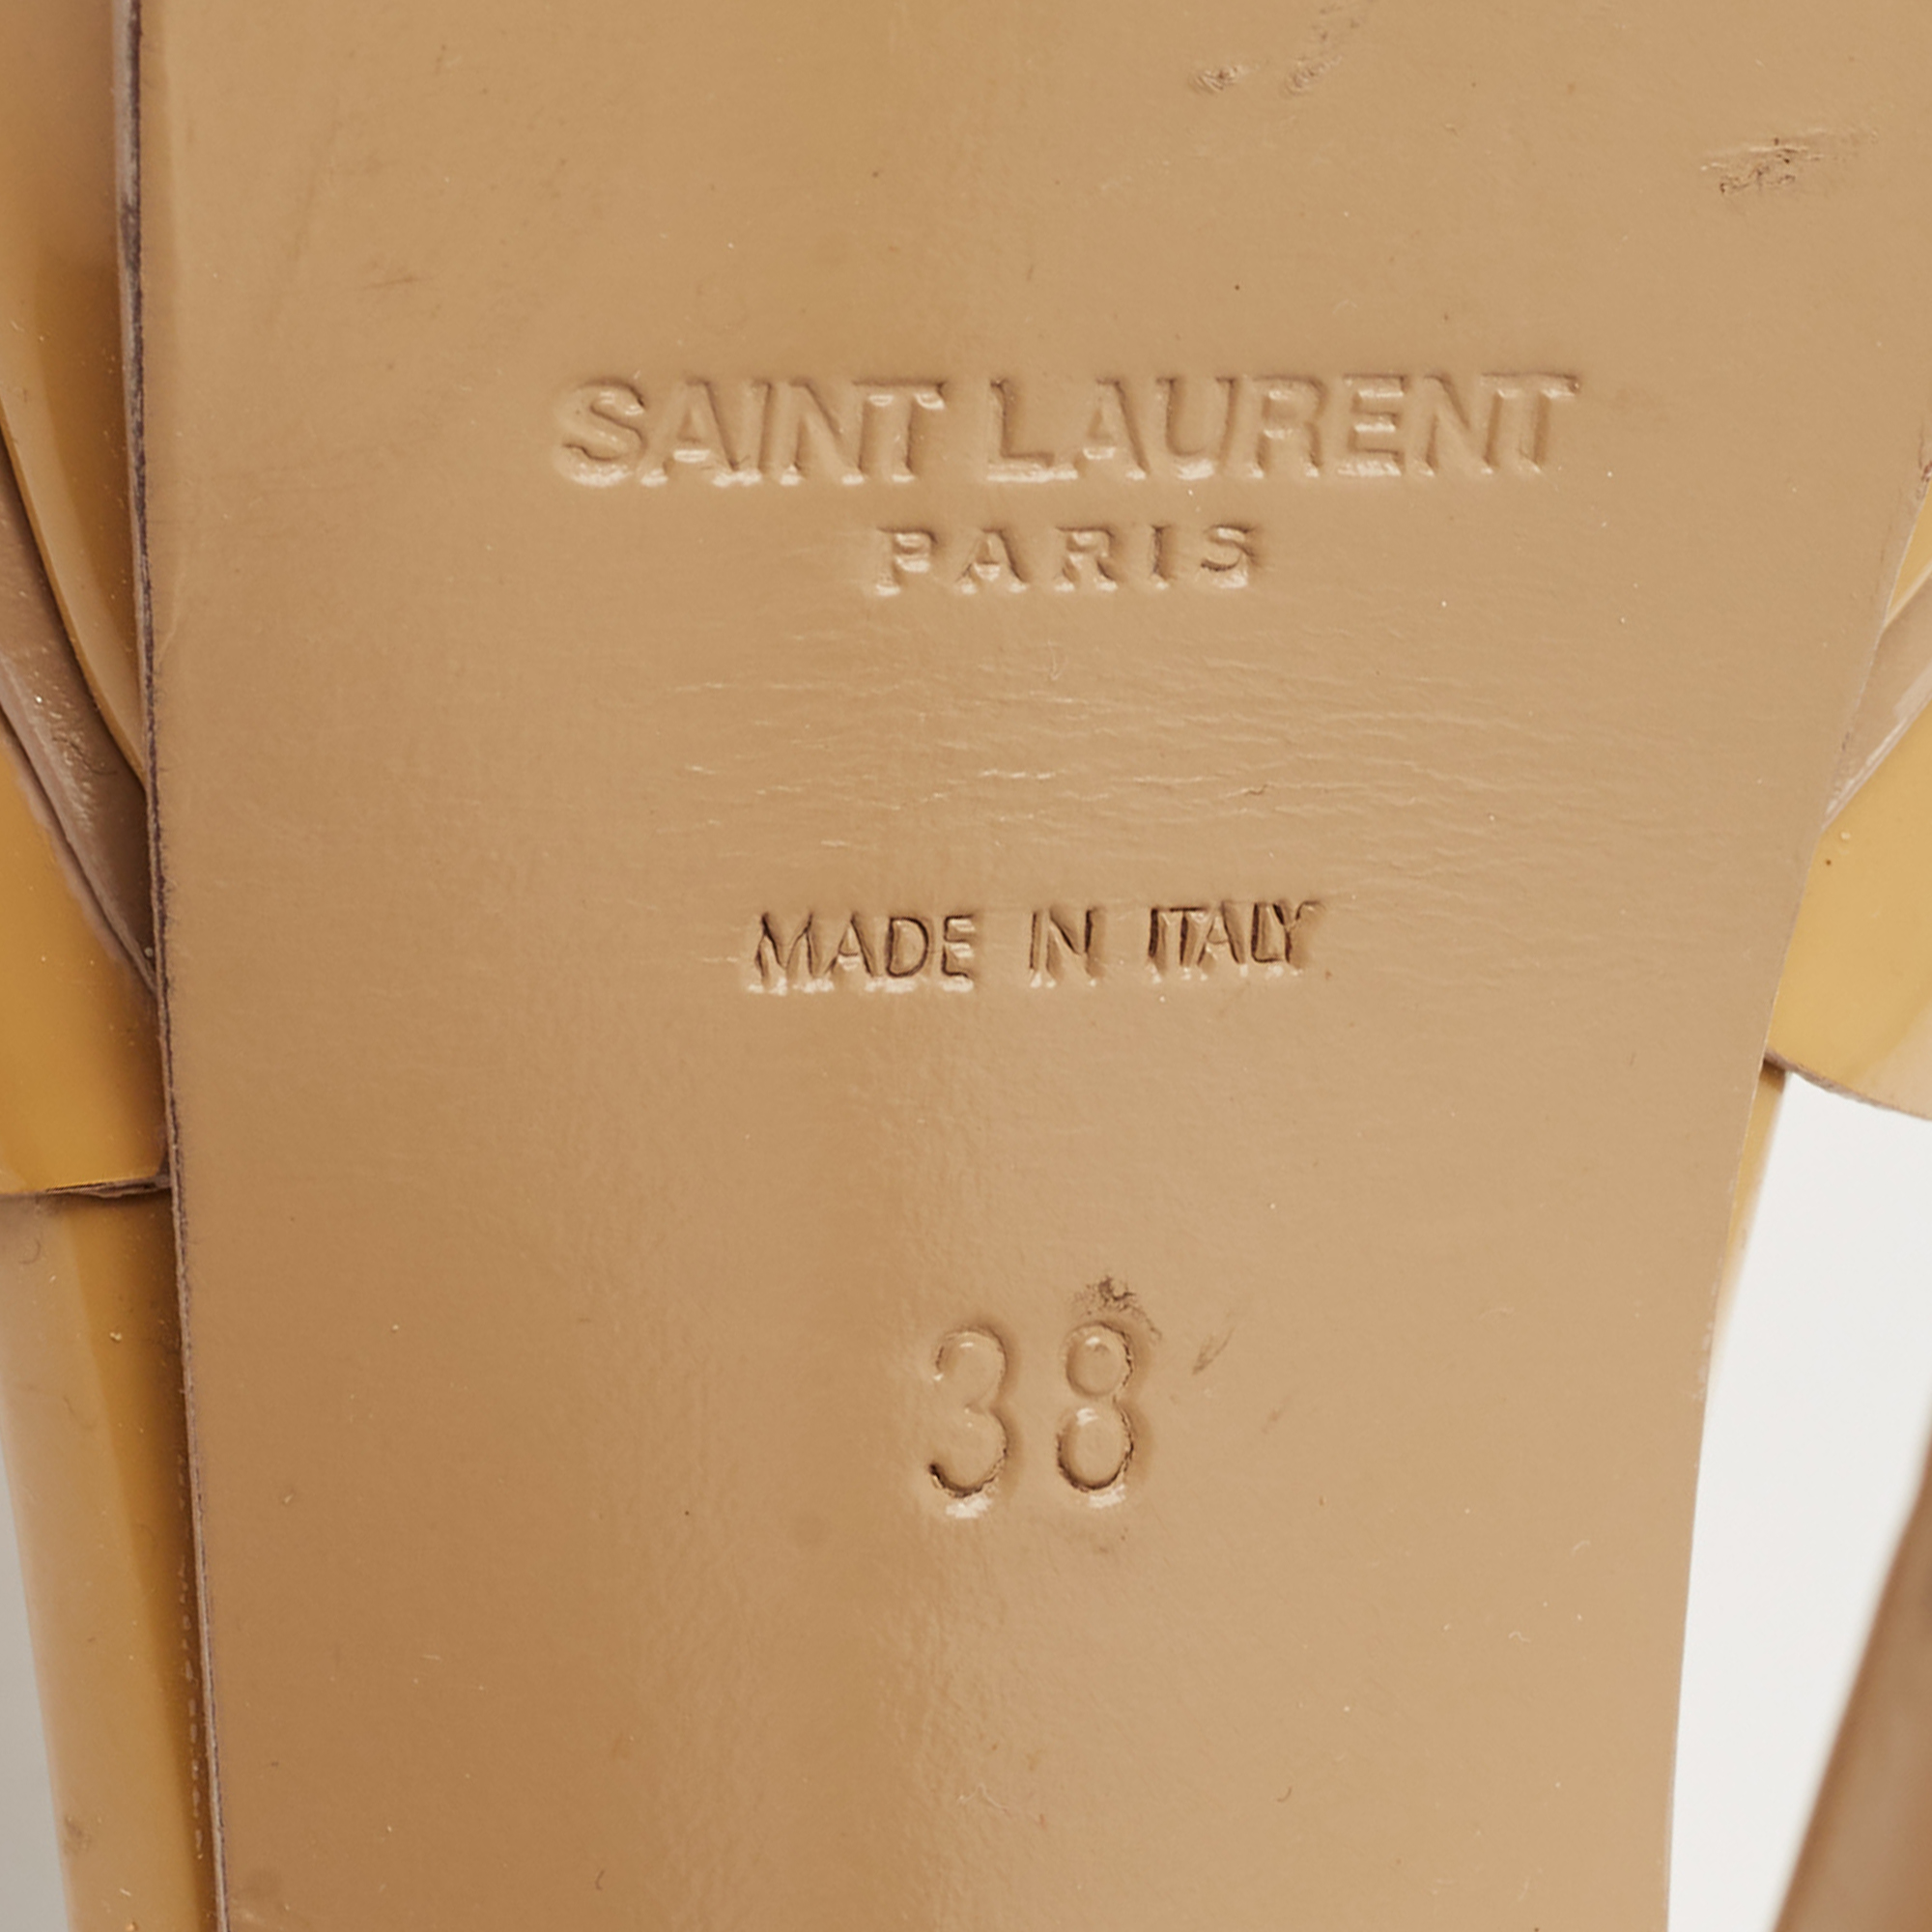 SAINT LAURENT
PARIS
MADE IN ITALY
38